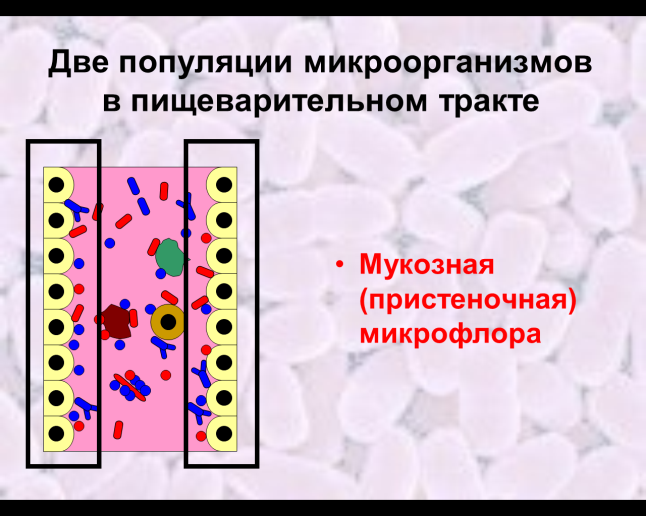 Две популяции микроорганизмов
в пищеварительном тракте
• Мукозная
(пристеночная)
микрофлора